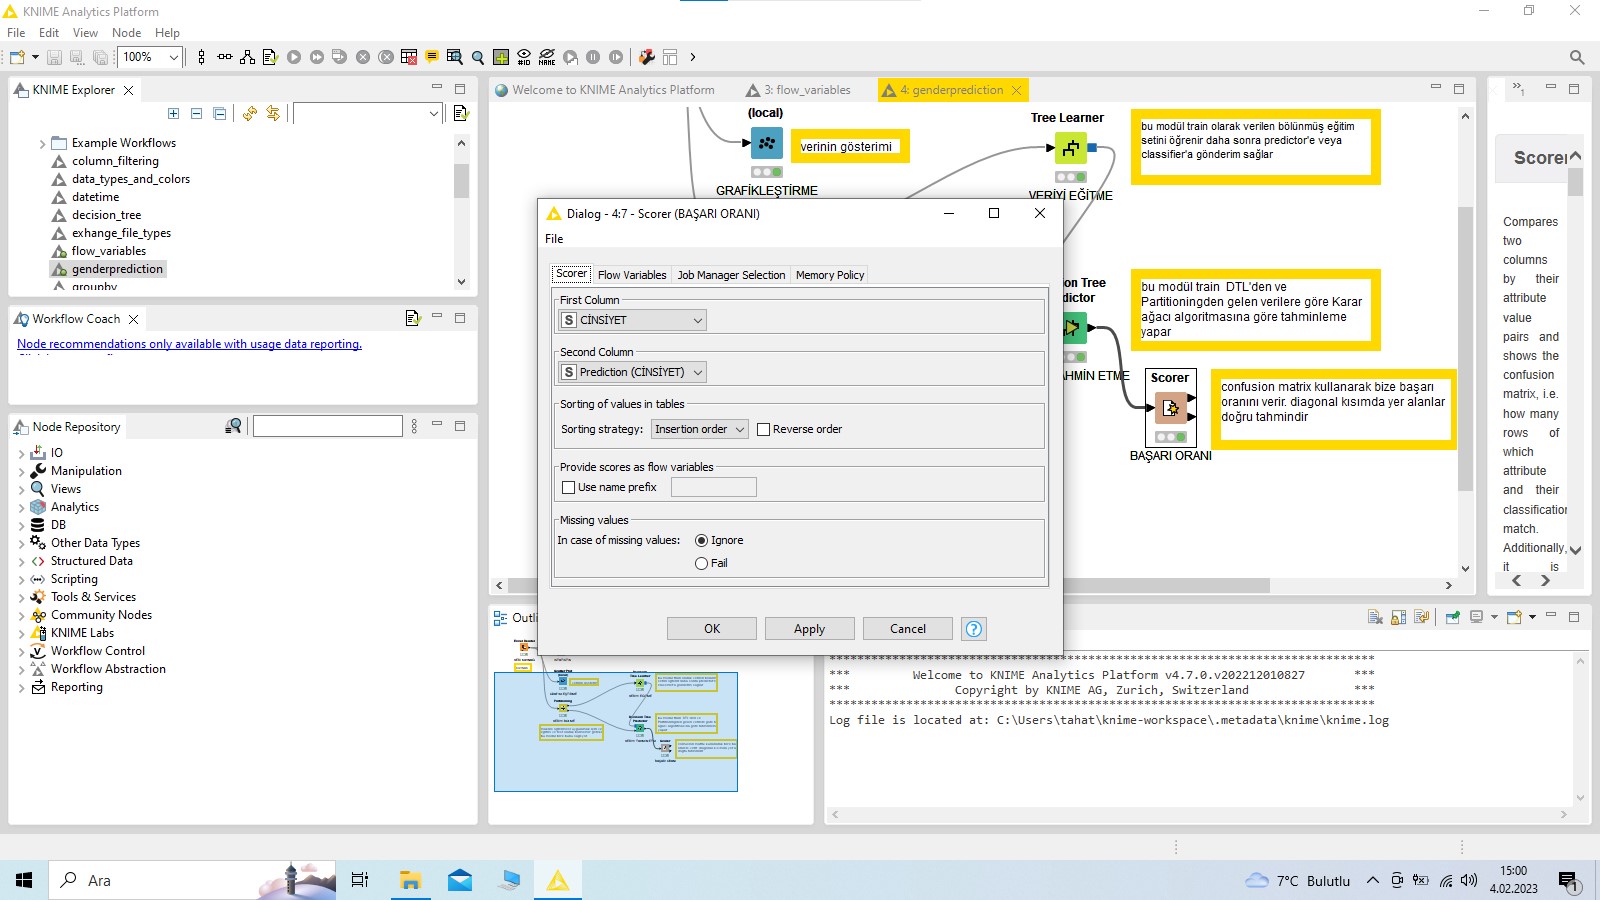 KNIME Analytics Platform
File Edit View Node Help
100%
KNIME Explorer
Example Workflows
column_filtering
data_types_and_colors
datetime
decision_tree
exhange_file_types
flow_variables
genderprediction
groupby
Workflow Coach
Node recommendations only available with usage data reporting.
Node Repository
IO
Manipulation
Views
Analytics
DB
Other Data Types
Structured Data
Scripting
Tools & Services
Community Nodes
KNIME Labs
Workflow Control
Workflow Abstraction
Reporting
Welcome to KNIME Analytics Platform
3: flow_variables
4: genderprediction
(local)
verinin gösterimi
GRAFİKLEŞTİRME
Tree Learner
VERİYİ EĞİTME
bu modül train olarak verilen bölünmüş eğitim
setini öğrenir daha sonra predictor'e veya
classifier'a gönderim sağlar
on Tree
dictor
AHMİN ETME
bu modül train DTL'den ve
Partitioningden gelen verilere göre Karar
ağacı algoritmasına göre tahminleme
yapar
Scorer
BAŞARI ORANI
confusion matrix kullanarak bize başarı
oranını verir. diagonal kısımda yer alanlar
doğru tahmindir
Dialog - 4:7 - Scorer (BAŞARI ORANI)
File
Scorer Flow Variables Job Manager Selection Memory Policy
First Column
S CİNSİYET
Second Column
S Prediction (CİNSİYET)
Sorting of values in tables
Sorting strategy: Insertion order Reverse order
Provide scores as flow variables
Use name prefix
Missing values
In case of missing values: Ignore
Fail
OK Apply Cancel
Scorer
Compares
two
columns
by their
attribute
value
pairs and
shows the
confusion
matrix, i.e.
how many
rows of
which
attribute
and their
classification
match.
Additionally,
it is
Outli
*** Welcome to KNIME Analytics Platform v4.7.0.v202212010827 ***
*** Copyright by KNIME AG, Zurich, Switzerland ***
Log file is located at: C:\Users\tahat\knime-workspace\.metadata\knime\knime.log
Ara
7°C Bulutlu
15:00
4.02.2023
1